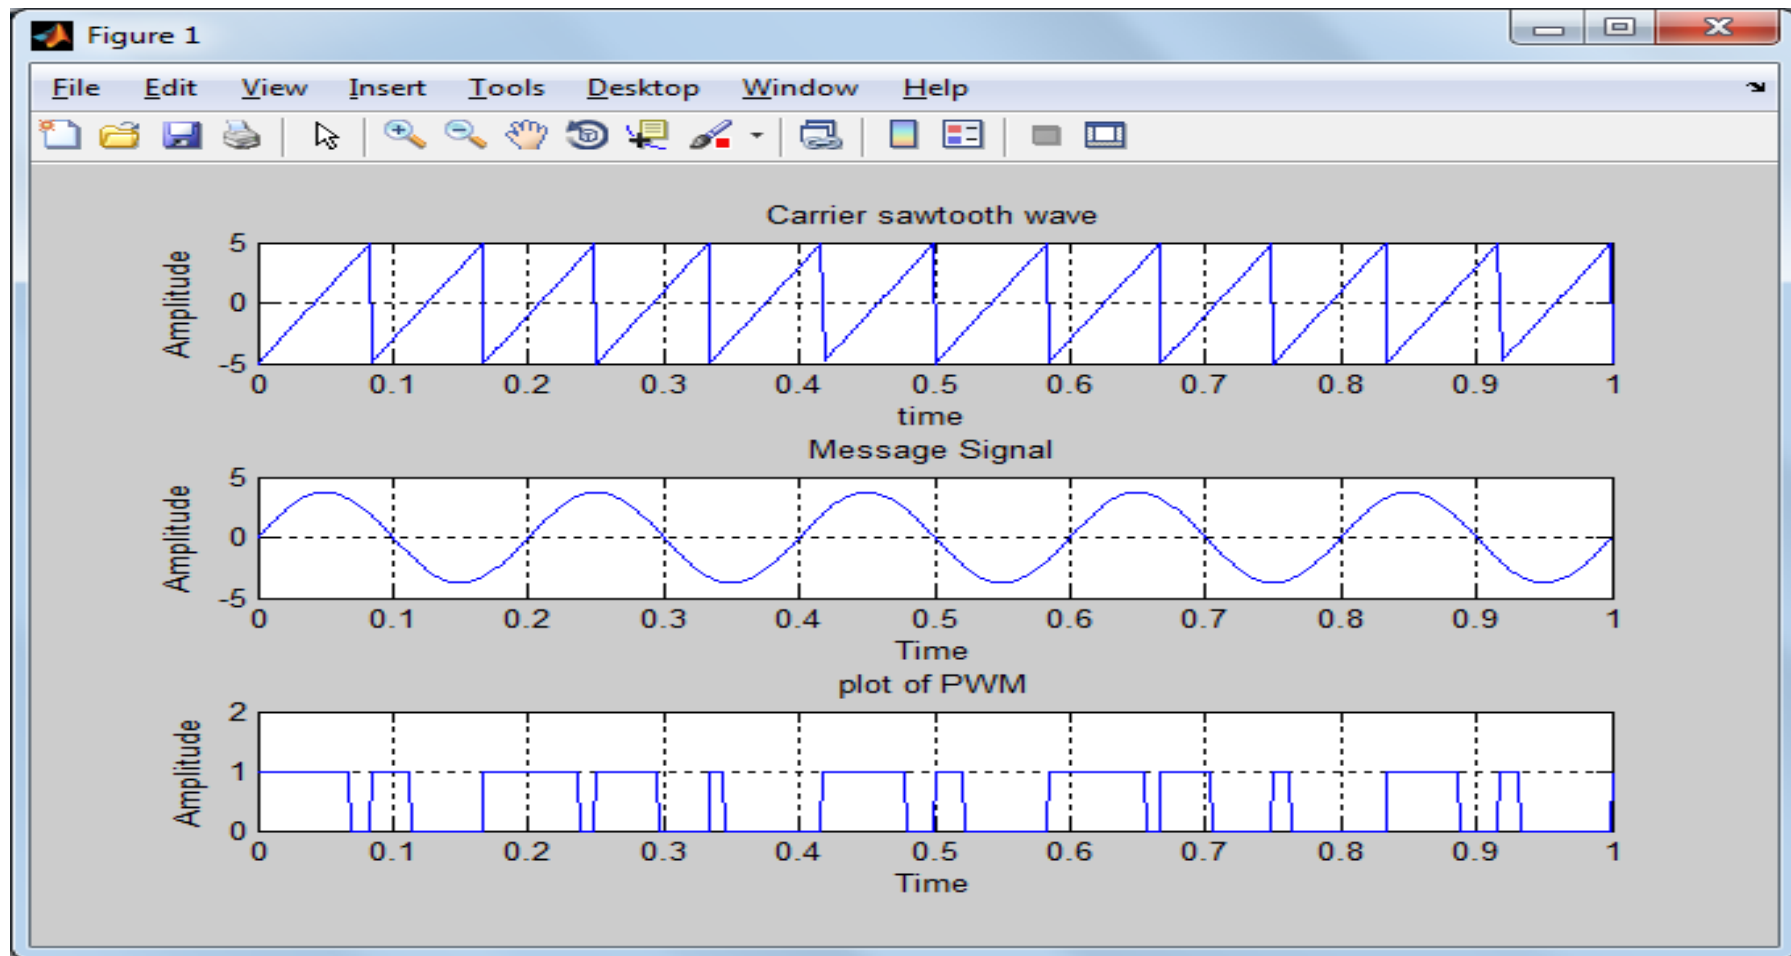 Figure 1
File Edit View Insert Tools Desktop Window Help
Carrier sawtooth wave
Amplitude
5
0
-5
0 0.1 0.2 0.3 0.4 0.5 0.6 0.7 0.8 0.9 1
time
Message Signal
Amplitude
5
0
-5
0 0.1 0.2 0.3 0.4 0.5 0.6 0.7 0.8 0.9 1
Time
plot of PWM
Amplitude
2
1
0
0 0.1 0.2 0.3 0.4 0.5 0.6 0.7 0.8 0.9 1
Time